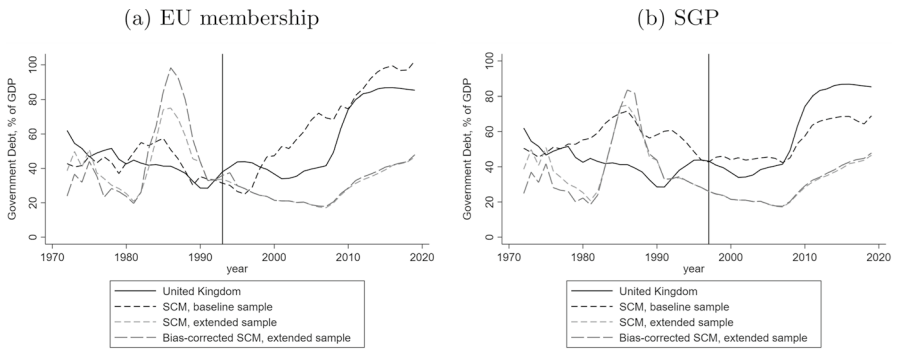 (a) EU membership
(b) SGP
Government Debt, % of GDP
100
80
60
40
20
0
1970 1980 1990 2000 2010 2020
year
United Kingdom
SCM, baseline sample
SCM, extended sample
Bias-corrected SCM, extended sample
Government Debt, % of GDP
100
80
60
40
20
0
1970 1980 1990 2000 2010 2020
year
United Kingdom
SCM, baseline sample
SCM, extended sample
Bias-corrected SCM, extended sample